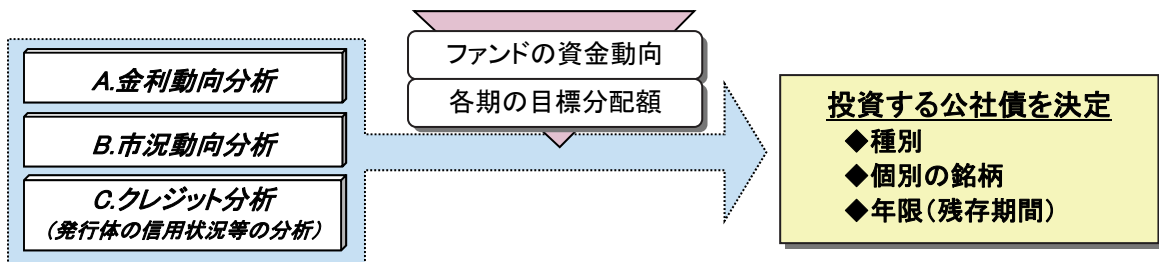 A.金利動向分析
B.市況動向分析
C.クレジット分析
(発行体の信用状況等の分析)
ファンドの資金動向
各期の目標分配額
投資する公社債を決定
◆種別
◆個別の銘柄
◆年限(残存期間)